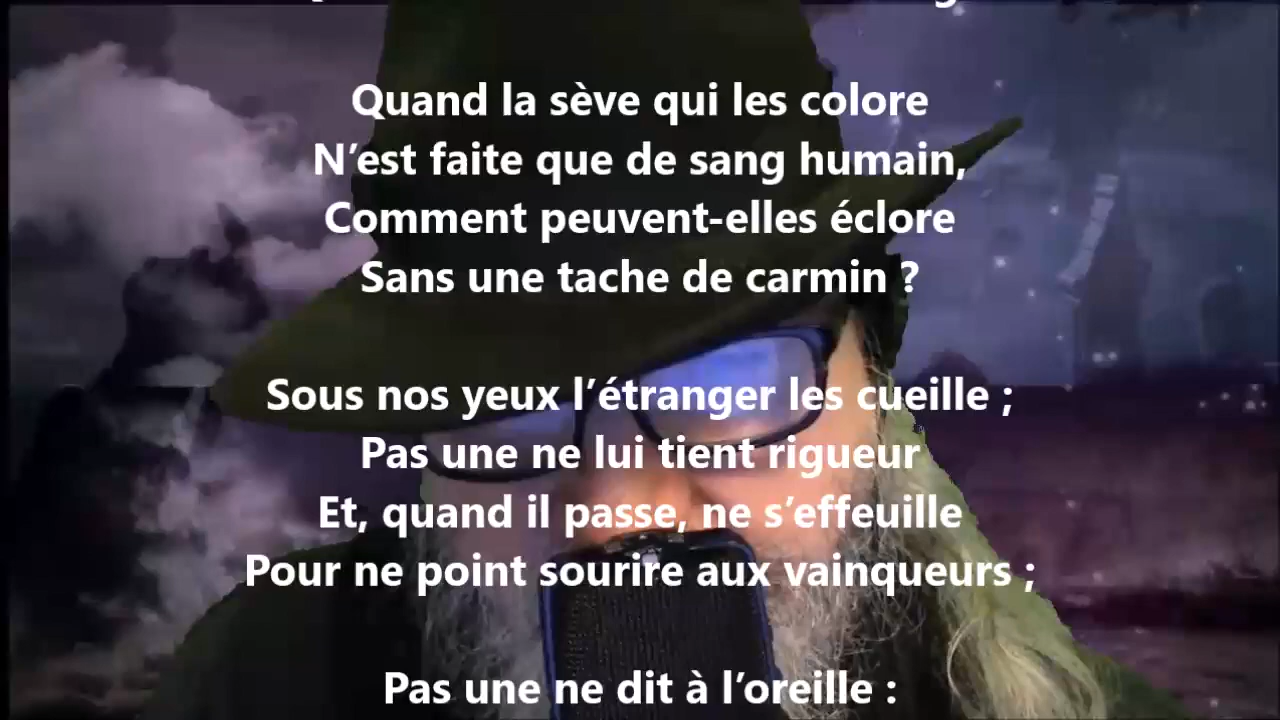 Quand la sève qui les colore
N’est faite que de sang humain,
Comment peuvent-elles éclore
Sans une tache de carmin ?
Sous nos yeux l’étranger les cueille ;
Pas une ne lui tient rigueur
Et, quand il passe, ne s’effeuille
Pour ne point sourire aux vainqueurs ;
Pas une ne dit à l’oreille :